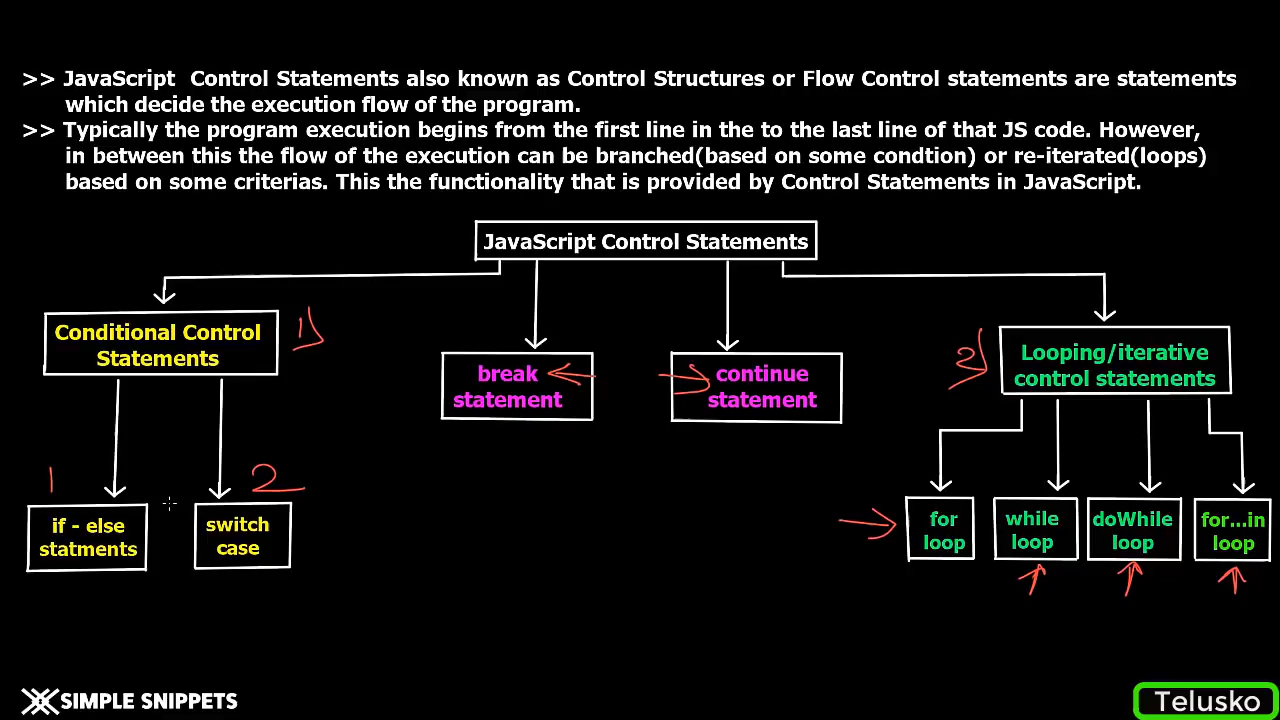 >> JavaScript  Control Statements also known as Control Structures or Flow Control statements are statements
which decide the execution flow of the program.
>> Typically the program execution begins from the first line in the to the last line of that JS code. However,
in between this the flow of the execution can be branched(based on some condtion) or re-iterated(loops)
based on some criterias. This the functionality that is provided by Control Statements in JavaScript.
JavaScript Control Statements
Conditional Control
Statements
1)
break
statement
continue
statement
2)
Looping/iterative
control statements
1
2
if - else
statments
switch
case
for
loop
while
loop
doWhile
loop
for...in
loop
SIMPLE SNIPPETS
Telusko